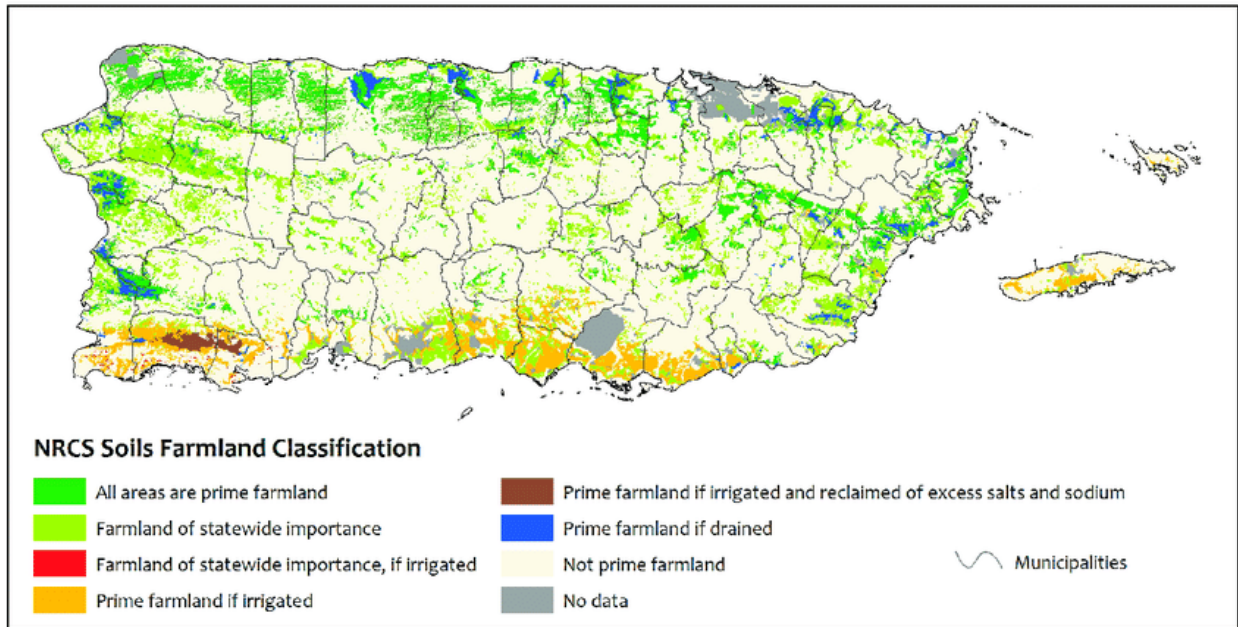 NRCS Soils Farmland Classification
All areas are prime farmland
Farmland of statewide importance
Farmland of statewide importance, if irrigated
Prime farmland if irrigated
Prime farmland if irrigated and reclaimed of excess salts and sodium
Prime farmland if drained
Not prime farmland
No data
Municipalities